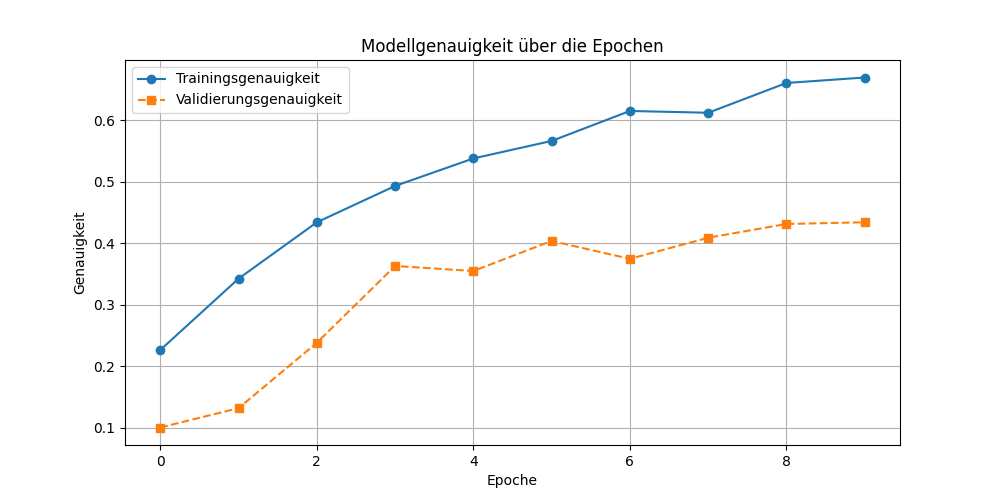 Modellgenauigkeit über die Epochen
Trainingsgenauigkeit
Validierungsgenauigkeit
Genauigkeit
0.6
0.5
0.4
0.3
0.2
0.1
0 2 4 6 8
Epoche